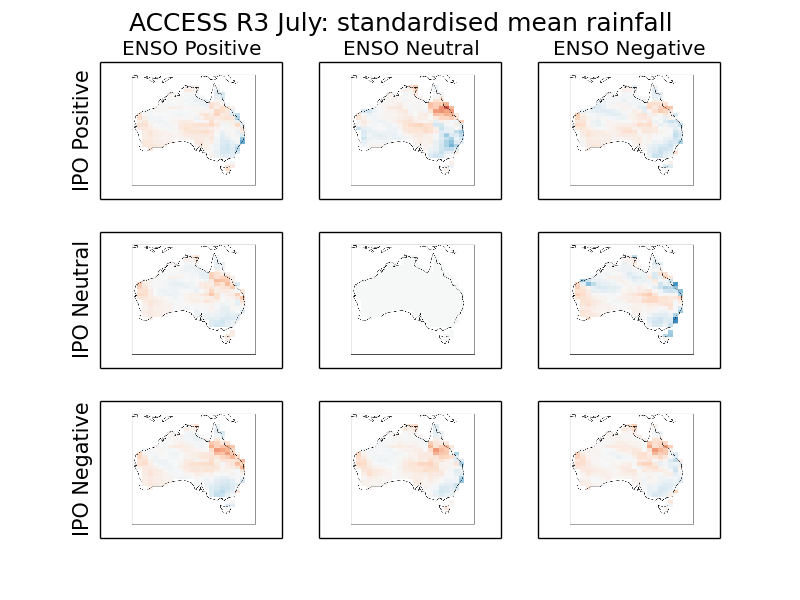 ACCESS R3 July: standardised mean rainfall
ENSO Positive
ENSO Neutral
ENSO Negative
IPO Positive
IPO Neutral
IPO Negative